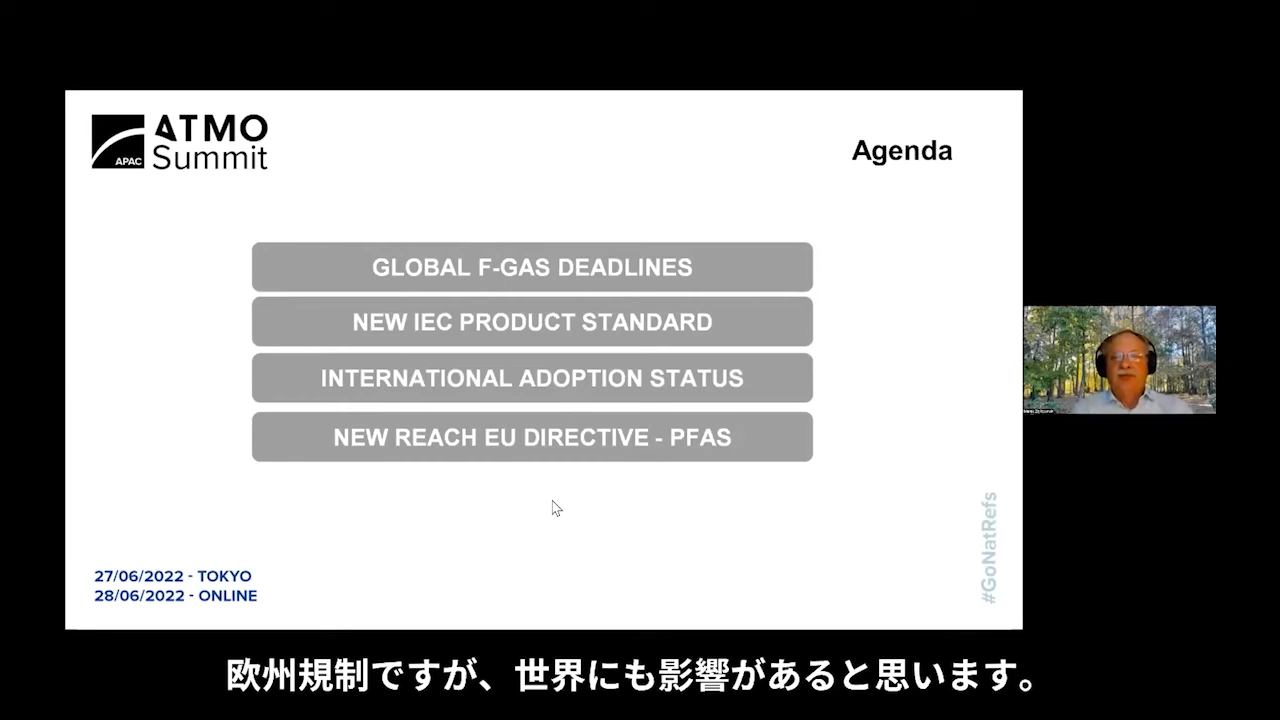 ATMO
APAC
Summit
Agenda
GLOBAL F-GAS DEADLINES
NEW IEC PRODUCT STANDARD
INTERNATIONAL ADOPTION STATUS
NEW REACH EU DIRECTIVE - PFAS
#GoNatRefs
27/06/2022 - TOKYO
28/06/2022 - ONLINE
欧州規制ですが、世界にも影響があると思います。